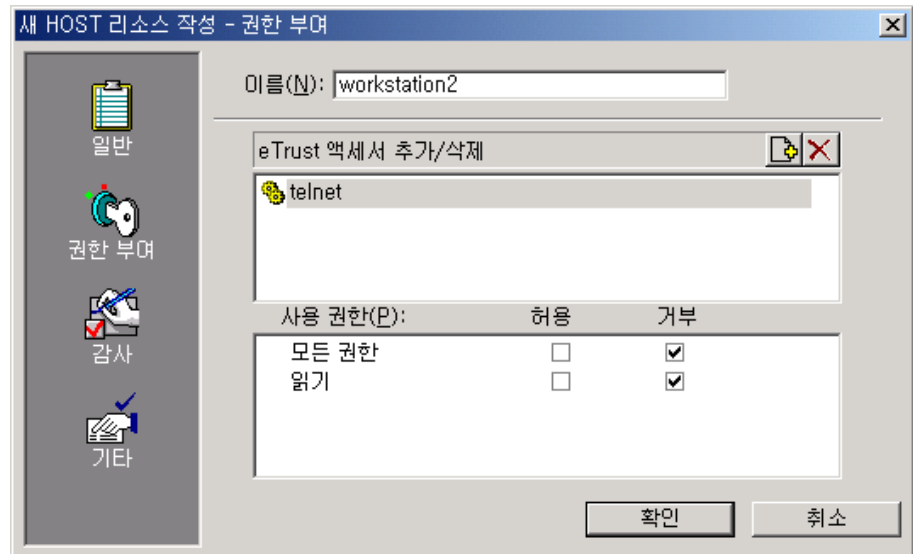 새 HOST 리소스 작성 - 권한 부여
이름(N): workstation2
일반
권한 부여
감사
기타
eTrust 액세서 추가/삭제
telnet
사용 권한(P): 허용 거부
모든 권한
읽기
확인 취소